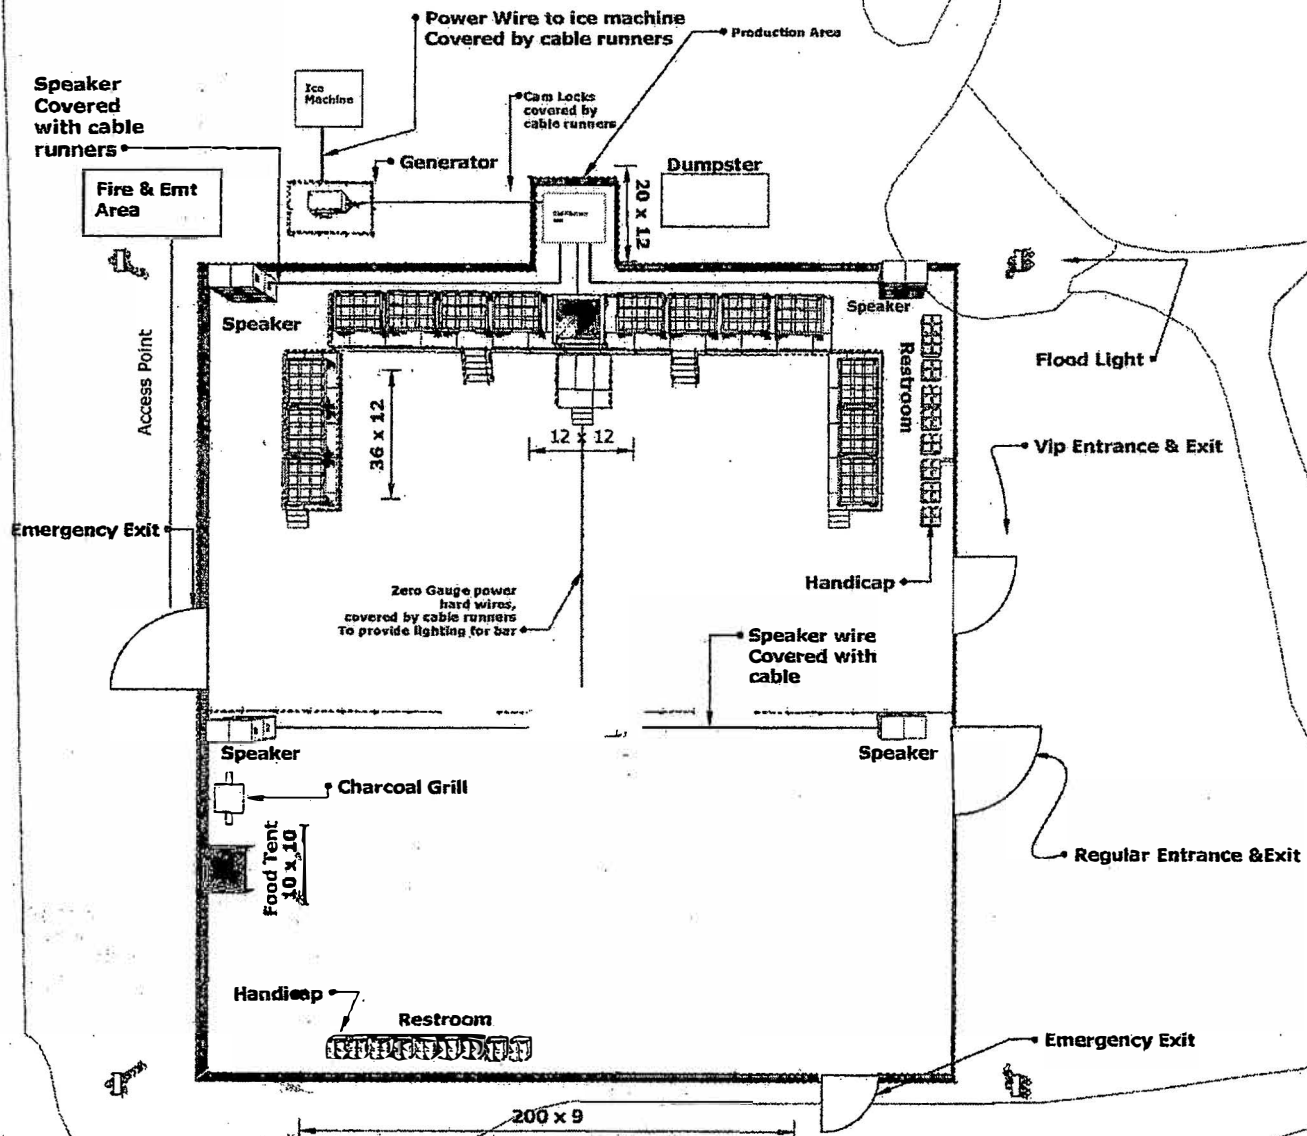 Power Wire to ice machine
Covered by cable runners
Production Area
Speaker
Covered
with cable
runners
Ice
Machine
Cam Locks
covered by
cable runners
Generator
Dumpster
Fire & Emt
Area
20 x 12
Speaker
Speaker
Access Point
Restroom
Flood Light
36 x 12
12 x 12
Vip Entrance & Exit
Emergency Exit
Handicap
Zero Gauge power
hard wires,
covered by cable runners
To provide lighting for bar
Speaker wire
Covered with
cable
Speaker
Speaker
Charcoal Grill
Food Tent
10 x 10
Regular Entrance &Exit
Handicap
Restroom
Emergency Exit
200 x 9